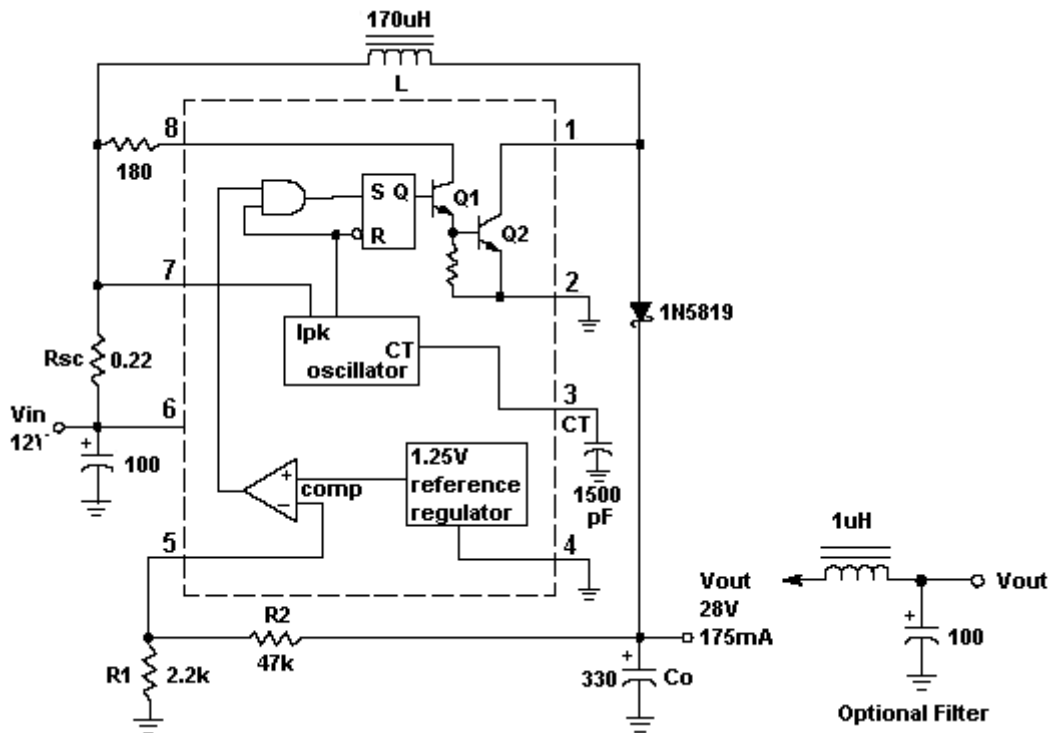 170uH
L
8
1
180
S Q
Q1
R
Q2
7
2
Ipk
CT
oscillator
1N5819
Rsc
0.22
3
CT
Vin
6
100
1.25V
reference
regulator
comp
1500
pF
5
4
1uH
Vout
28V
175mA
Vout
R2
47k
R1
2.2k
330
Co
100
Optional Filter